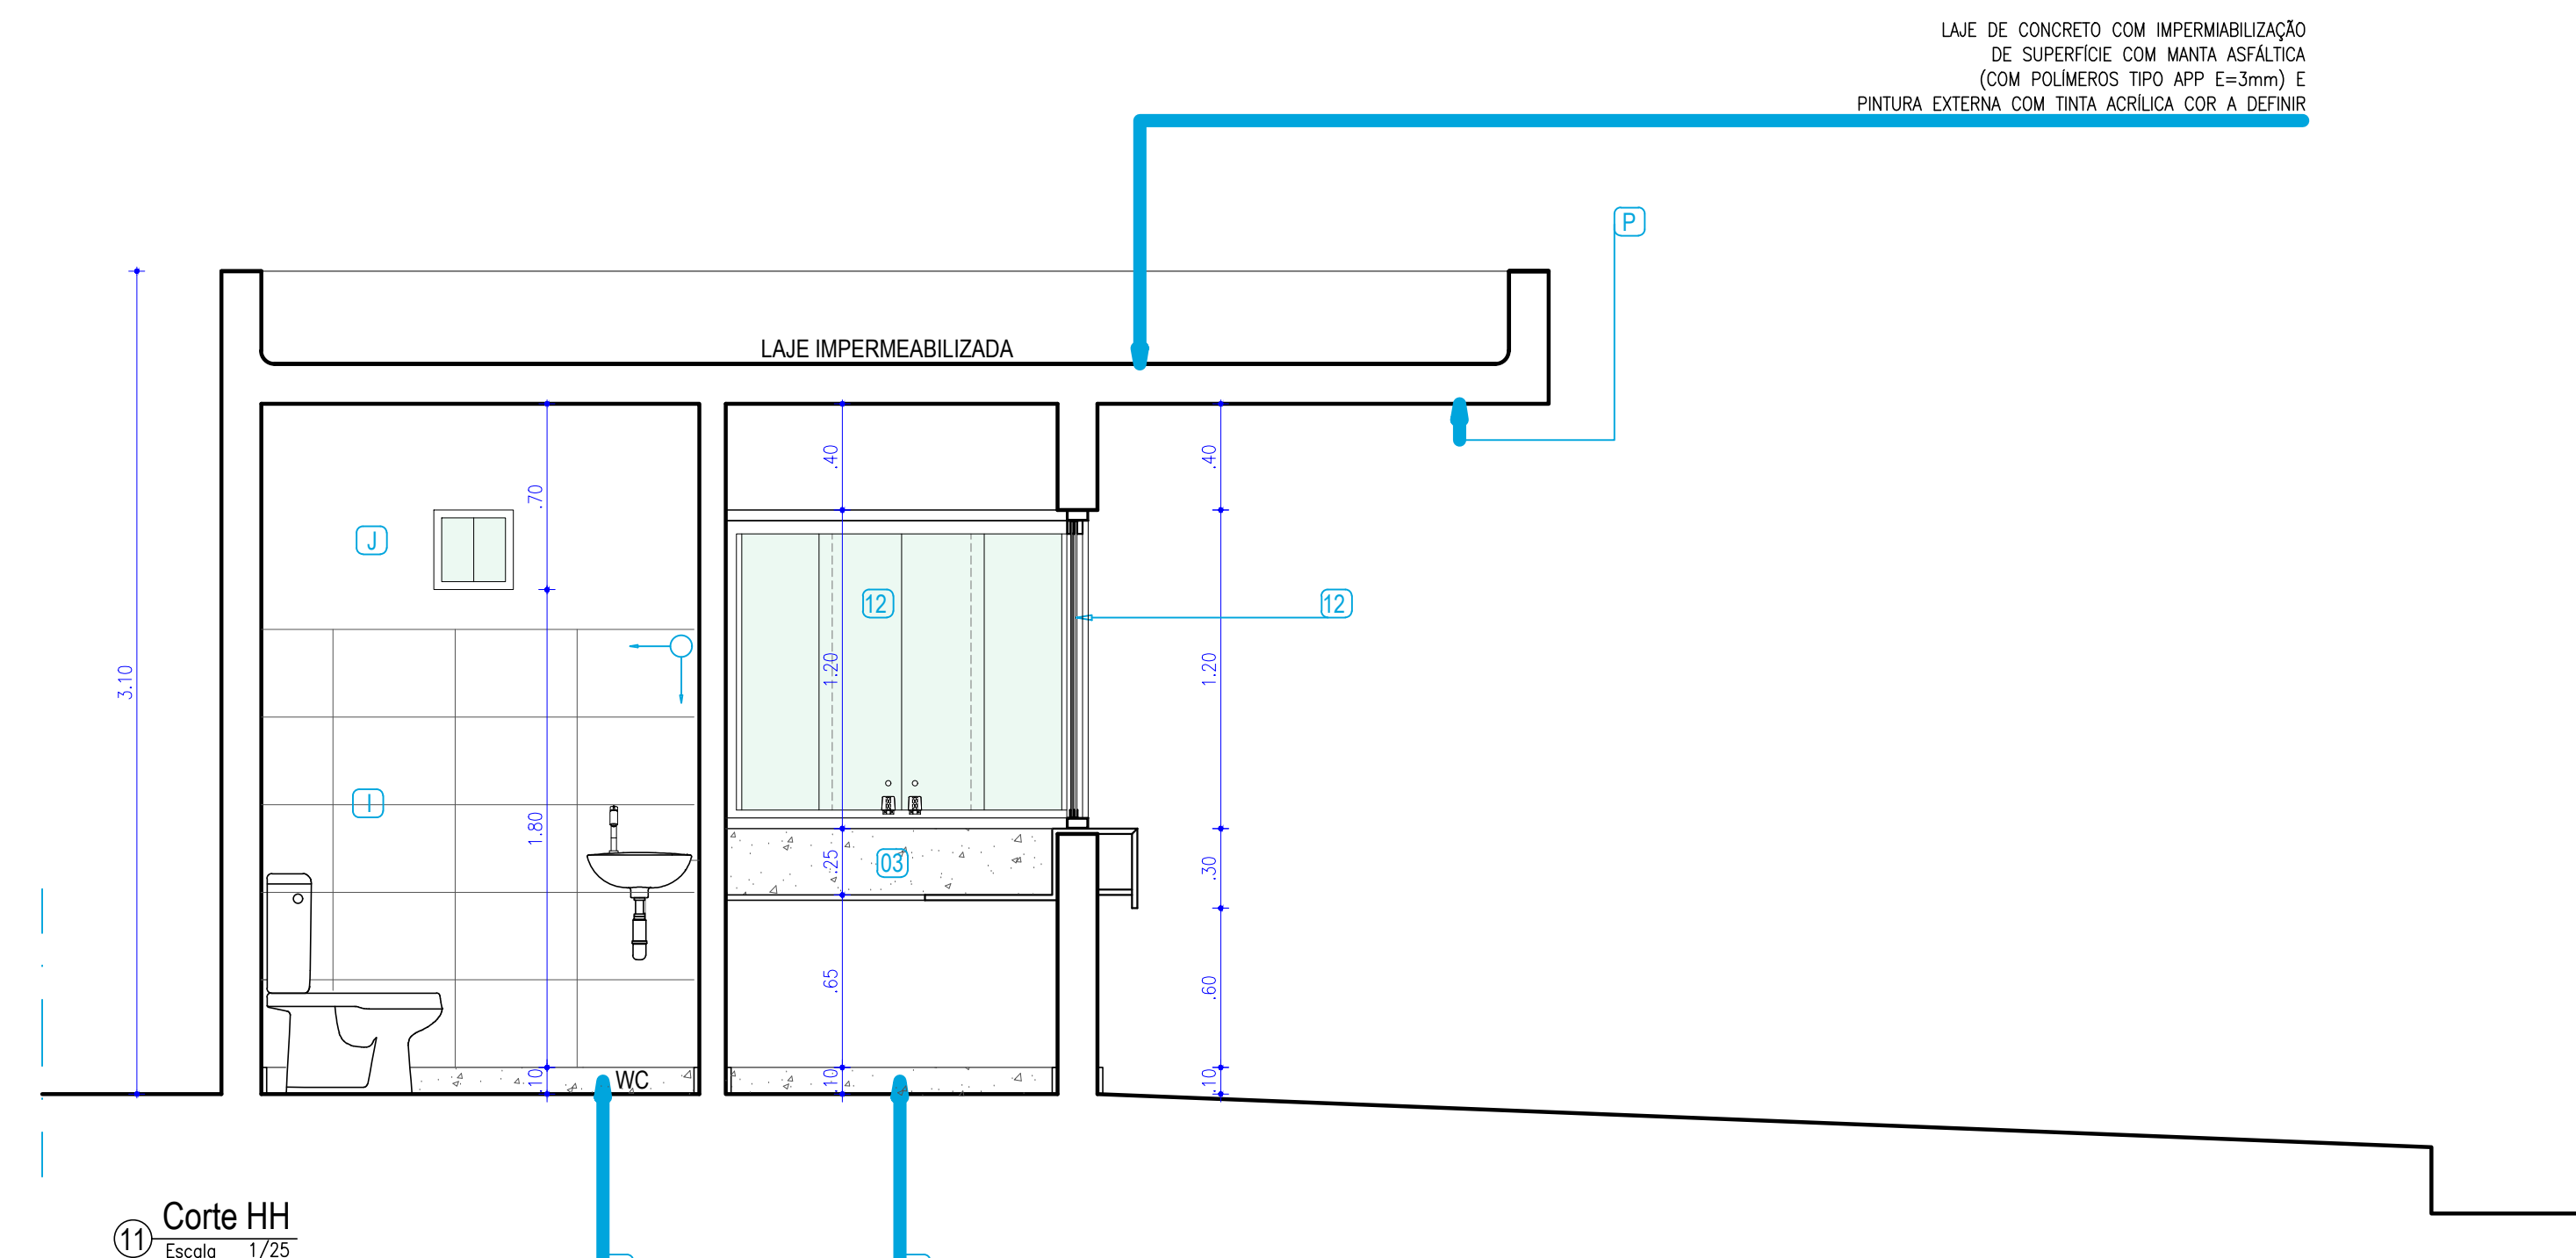 LAJE DE CONCRETO COM IMPERMIABILIZAÇÃO
DE SUPERFÍCIE COM MANTA ASFÁLTICA
(COM POLÍMEROS TIPO APP E=3mm) E
PINTURA EXTERNA COM TINTA ACRÍLICA COR A DEFINIR
P
LAJE IMPERMEABILIZADA
.40
.40
.70
J
12
12
3.10
1.20
1.20
I
1.80
.25
03
.30
.65
.60
.10
WC
.10
.10
11
Corte HH
Escala 1/25